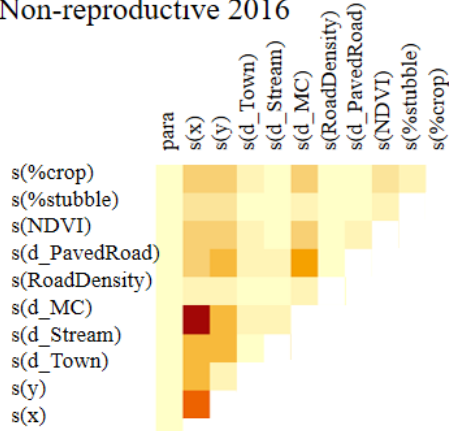 Non-reproductive 2016
para
s(x)
s(y)
s(d_Town)
s(d_Stream)
s(d_MC)
s(RoadDensity)
s(d_PavedRoad)
s(NDVI)
s(%stubble)
s(%crop)
s(%crop)
s(%stubble)
s(NDVI)
s(d_PavedRoad)
s(RoadDensity)
s(d_MC)
s(d_Stream)
s(d_Town)
s(y)
s(x)